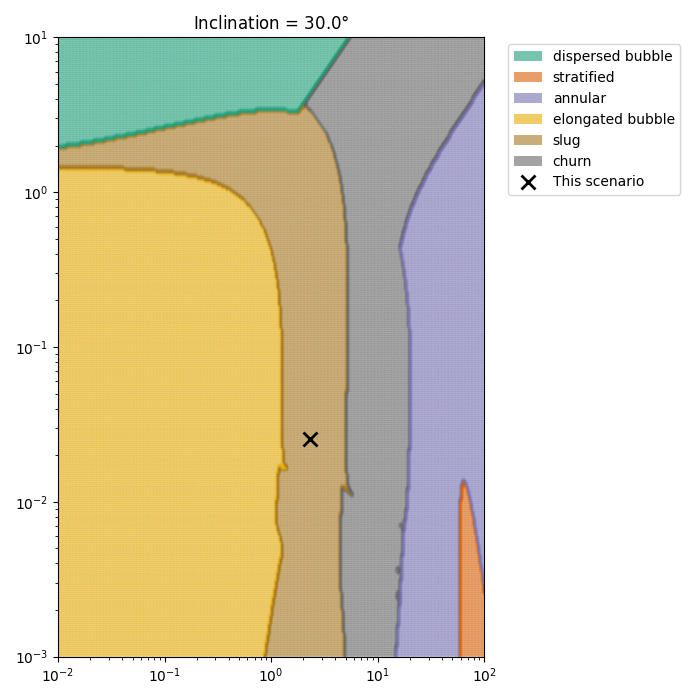 Inclination = 30.0°
10¹
10⁰
10⁻¹
10⁻²
10⁻³
10⁻² 10⁻¹ 10⁰ 10¹ 10²
dispersed bubble
stratified
annular
elongated bubble
slug
churn
This scenario